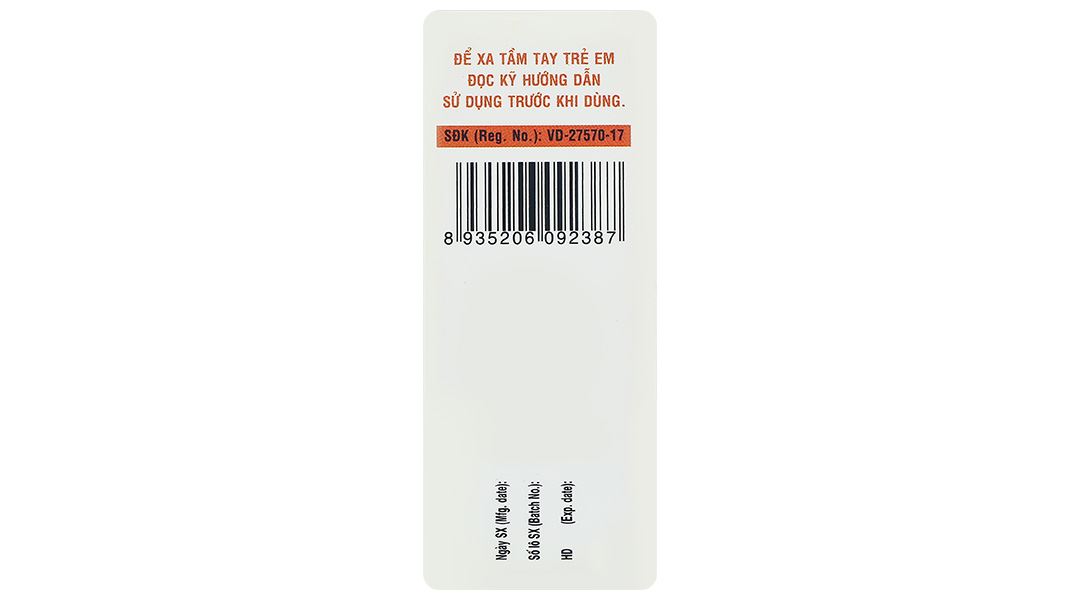 ĐỂ XA TẦM TAY TRẺ EM
ĐỌC KỸ HƯỚNG DẪN
SỬ DỤNG TRƯỚC KHI DÙNG.
SĐK (Reg. No.): VD-27570-17
8 935206 092387
Ngày SX (Mfg. date):
Số lô SX (Batch No.):
HD (Exp. date):